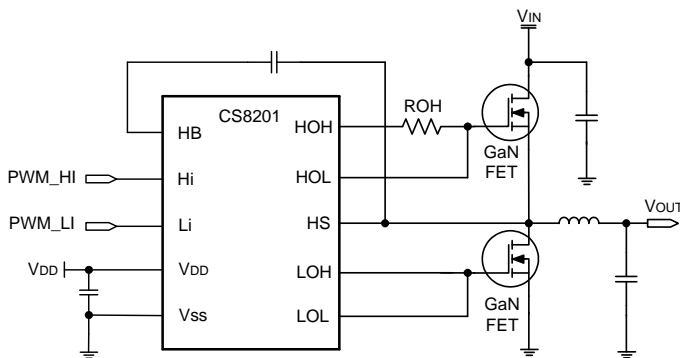 VIN
CS8201
ROH
HB
HOH
GaN
FET
PWM_HI
Hi
HOL
PWM_LI
Li
HS
VOUT
VDD
VDD
LOH
Vss
LOL
GaN
FET